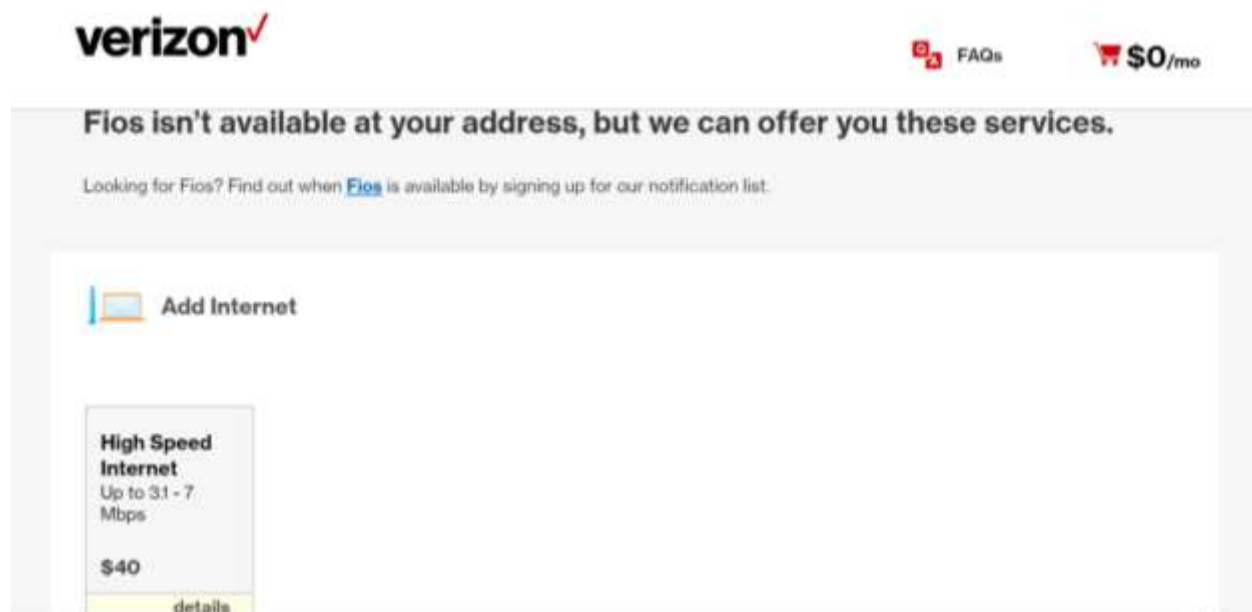 verizon
FAQs
$0/mo
Fios isn't available at your address, but we can offer you these services.
Looking for Fios? Find out when Fios is available by signing up for our notification list.
Add Internet
High Speed
Internet
Up to 3.1 - 7
Mbps
$40
details